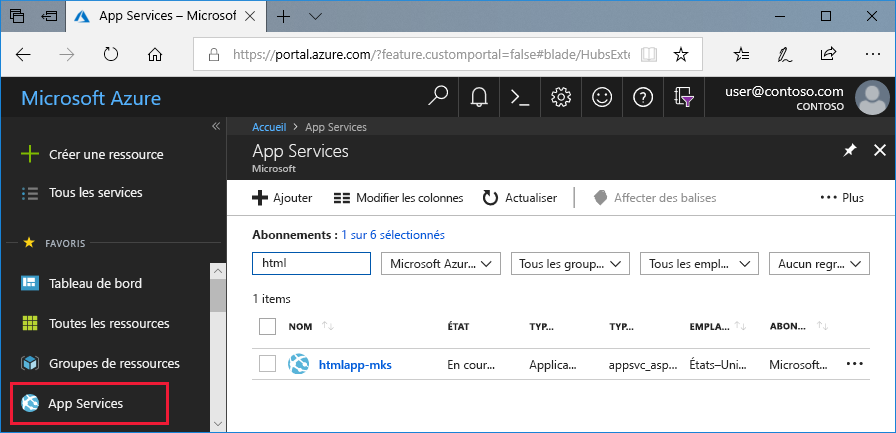 App Services – Microsoft
https://portal.azure.com/?feature.customportal=false#blade/HubsExte
Microsoft Azure
user@contoso.com
CONTOSO
Créer une ressource
Tous les services
FAVORIS
Tableau de bord
Toutes les ressources
Groupes de ressources
App Services
Accueil > App Services
App Services
Microsoft
Ajouter Modifier les colonnes Actualiser Affecter des balises ••• Plus
Abonnements : 1 sur 6 sélectionnés
html Microsoft Azur... Tous les group... Tous les empl... Aucun regr...
1 items
NOM ÉTAT TYP... TYP... EMPLA... ABON...
htmlapp-mks En cour... Applica... appsvc_asp... États–Uni... Microsoft... •••